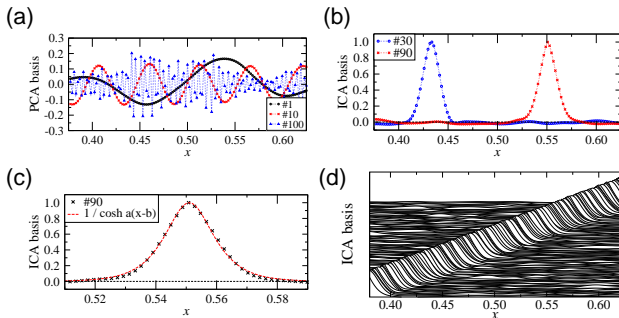 (a)
PCA basis
0.3
0.2
0.1
0.0
-0.1
-0.2
-0.3
#1
#10
#100
0.40 0.45 0.50 0.55 0.60
x
(b)
ICA basis
1.0
0.8
0.6
0.4
0.2
0.0
#30
#90
0.40 0.45 0.50 0.55 0.60
x
(c)
ICA basis
1.0
0.8
0.6
0.4
0.2
0.0
#90
1 / cosh a(x-b)
0.52 0.54 0.56 0.58
x
(d)
ICA basis
0.40 0.45 0.50 0.55 0.60
x